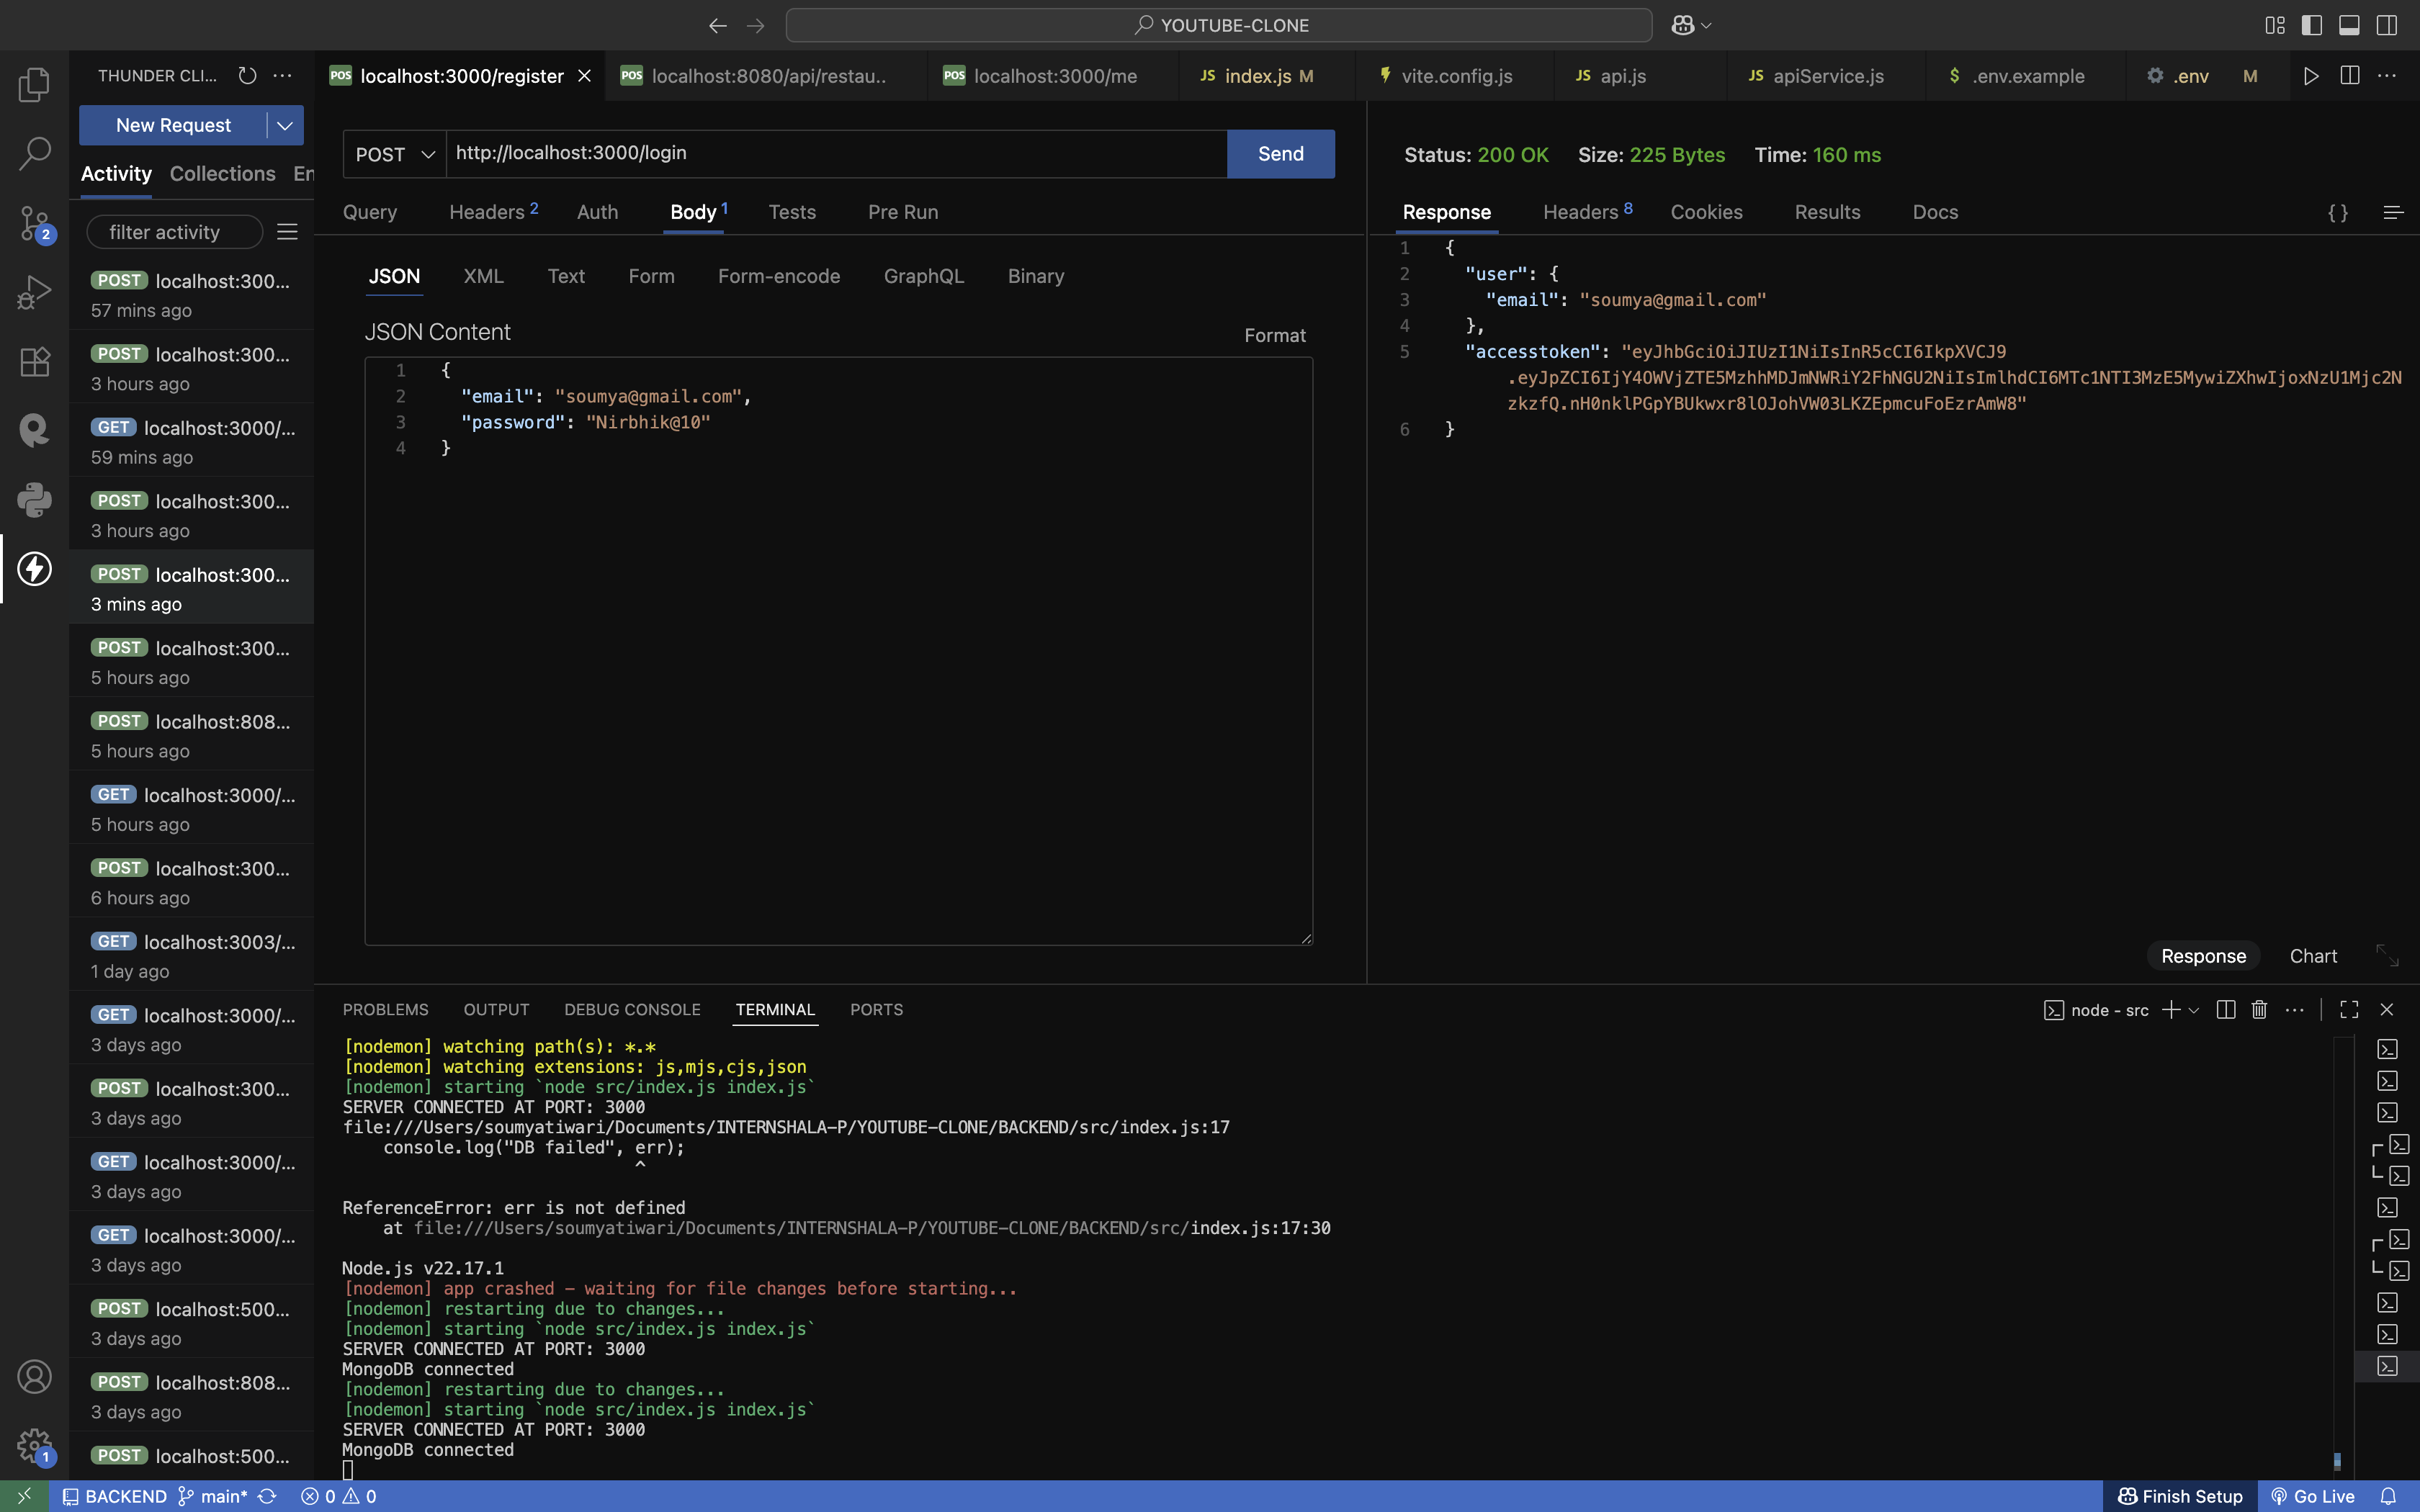 YOUTUBE-CLONE
THUNDER CLI...
POS localhost:3000/register
POS localhost:8080/api/restau..
POS localhost:3000/me
JS index.js M
vite.config.js
JS api.js
JS apiService.js
$ .env.example
.env M
New Request
Activity Collections En
filter activity
POST localhost:300...
57 mins ago
POST localhost:300...
3 hours ago
GET localhost:3000/...
59 mins ago
POST localhost:300...
3 hours ago
POST localhost:300...
3 mins ago
POST localhost:300...
5 hours ago
POST localhost:808...
5 hours ago
GET localhost:3000/...
5 hours ago
POST localhost:300...
6 hours ago
GET localhost:3003/...
1 day ago
GET localhost:3000/...
3 days ago
POST localhost:300...
3 days ago
GET localhost:3000/...
3 days ago
GET localhost:3000/...
3 days ago
POST localhost:500...
3 days ago
POST localhost:808...
3 days ago
POST localhost:500...
2
1
POST http://localhost:3000/login Send
Query Headers 2 Auth Body 1 Tests Pre Run
JSON XML Text Form Form-encode GraphQL Binary
JSON Content Format
1 {
2 "email": "soumya@gmail.com",
3 "password": "Nirbhik@10"
4 }
Status: 200 OK Size: 225 Bytes Time: 160 ms
Response Headers 8 Cookies Results Docs {}
1 {
2 "user": {
3 "email": "soumya@gmail.com"
4 },
5 "accesstoken": "eyJhbGciOiJIUzI1NiIsInR5cCI6IkpXVCJ9
.eyJpZCI6IjY4OWVjZTE5MzhhMDJmNWRiY2FhNGU2NiIsImlhdCI6MTc1NTI3MzE5MywiZXhwIjoxNzU1Mjc2N
zkzfQ.nH0nklPGpYBUkwxr8lOJohVW03LKZEpmcuFoEzrAmW8"
6 }
Response Chart
PROBLEMS OUTPUT DEBUG CONSOLE TERMINAL PORTS
node - src
[nodemon] watching path(s): *.*
[nodemon] watching extensions: js,mjs,cjs,json
[nodemon] starting `node src/index.js index.js`
SERVER CONNECTED AT PORT: 3000
file:///Users/soumyatiwari/Documents/INTERNSHALA-P/YOUTUBE-CLONE/BACKEND/src/index.js:17
console.log("DB failed", err);
^
ReferenceError: err is not defined
at file:///Users/soumyatiwari/Documents/INTERNSHALA-P/YOUTUBE-CLONE/BACKEND/src/index.js:17:30
Node.js v22.17.1
[nodemon] app crashed - waiting for file changes before starting...
[nodemon] restarting due to changes...
[nodemon] starting `node src/index.js index.js`
SERVER CONNECTED AT PORT: 3000
MongoDB connected
[nodemon] restarting due to changes...
[nodemon] starting `node src/index.js index.js`
SERVER CONNECTED AT PORT: 3000
MongoDB connected
BACKEND main* 0 0
Finish Setup Go Live